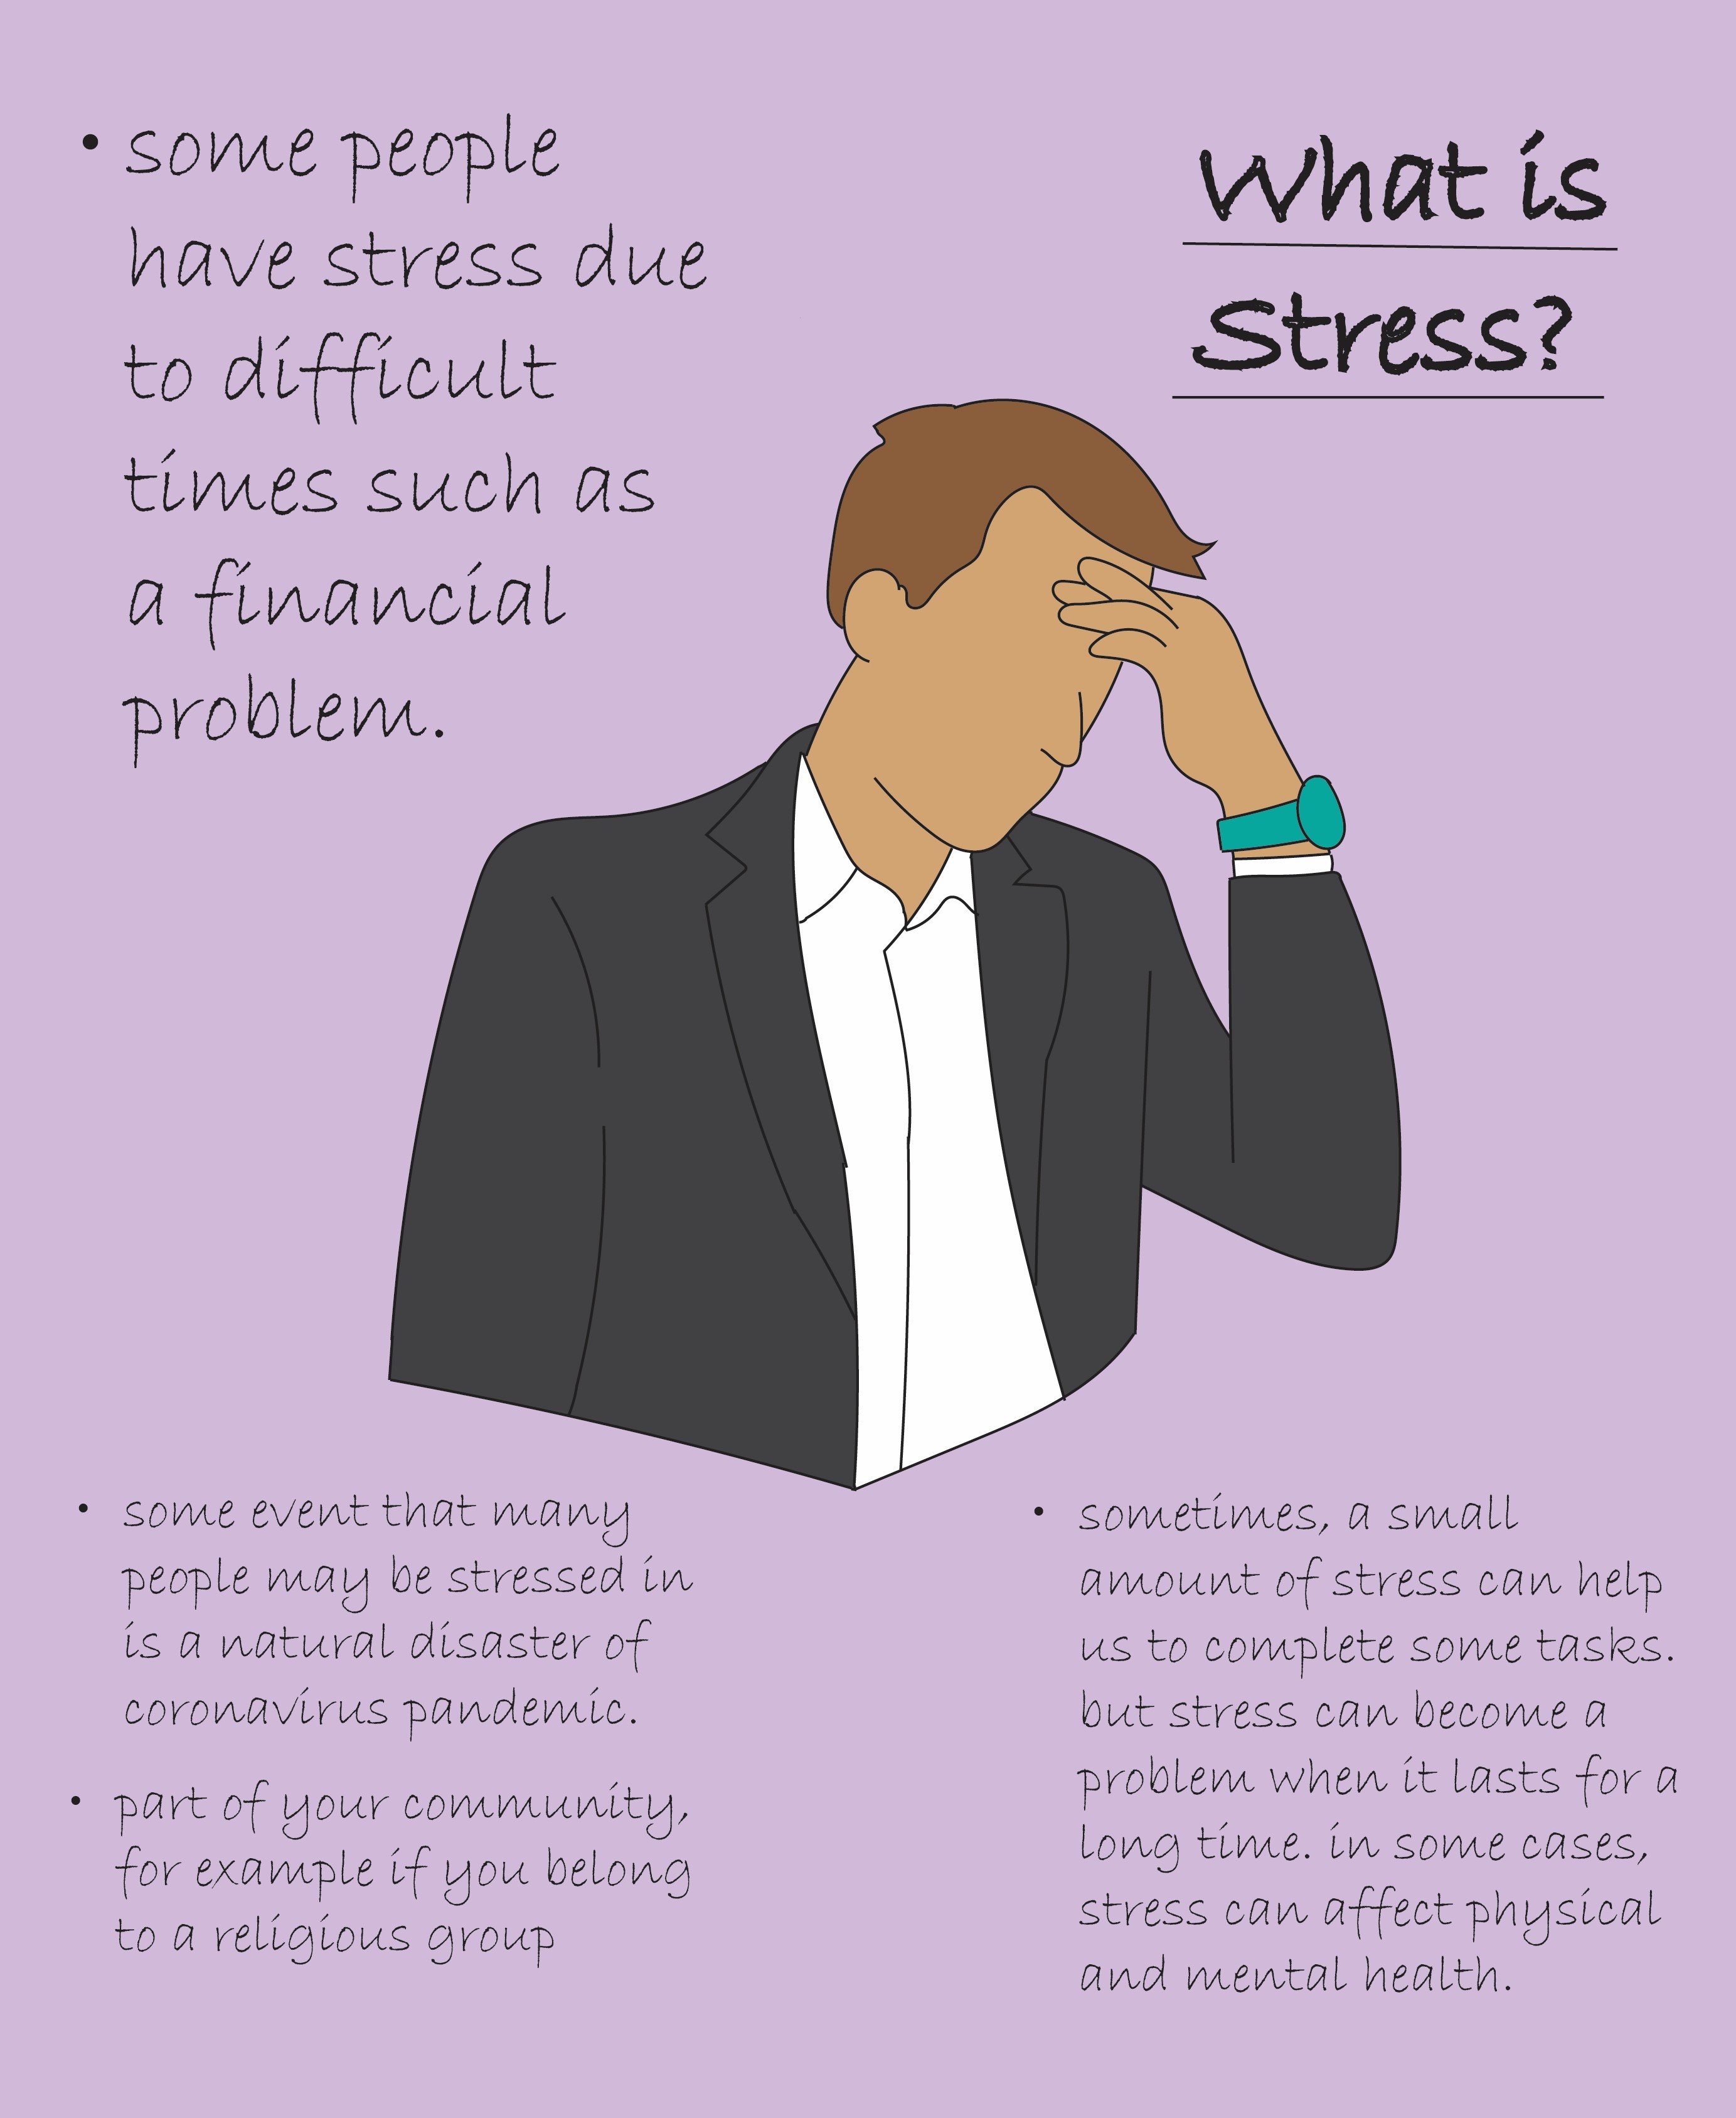 What is
Stress?
• some people
have stress due
to difficult
times such as
a financial
problem.
• some event that many
people may be stressed in
is a natural disaster of
coronavirus pandemic.
• part of your community,
for example if you belong
to a religious group
• sometimes, a small
amount of stress can help
us to complete some tasks.
but stress can become a
problem when it lasts for a
long time. in some cases,
stress can affect physical
and mental health.